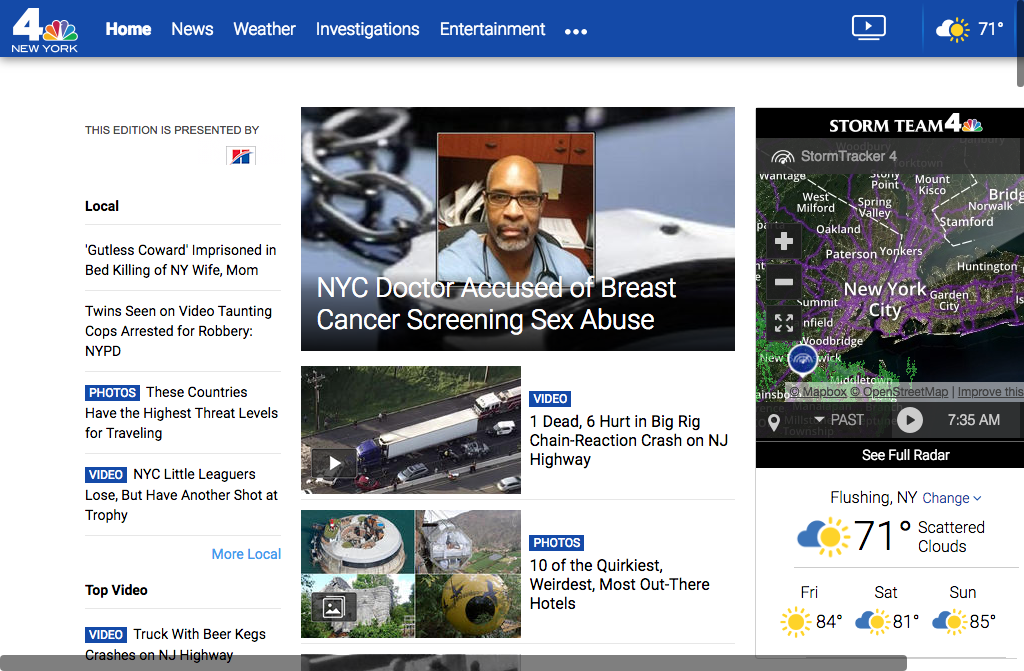 4
NEW YORK
Home
News
Weather
Investigations
Entertainment
71°
THIS EDITION IS PRESENTED BY
Local
'Gutless Coward' Imprisoned in
Bed Killing of NY Wife, Mom
Twins Seen on Video Taunting
Cops Arrested for Robbery:
NYPD
PHOTOS These Countries
Have the Highest Threat Levels
for Traveling
VIDEO NYC Little Leaguers
Lose, But Have Another Shot at
Trophy
More Local
Top Video
VIDEO Truck With Beer Kegs
Crashes on NJ Highway
NYC Doctor Accused of Breast
Cancer Screening Sex Abuse
VIDEO
1 Dead, 6 Hurt in Big Rig
Chain-Reaction Crash on NJ
Highway
PHOTOS
10 of the Quirkiest,
Weirdest, Most Out-There
Hotels
STORM TEAM 4
StormTracker 4
Yorktown
Wantage
Stony
Point
Mount
Kisco
West
Milford
Spring
Valley
Bridg
Norwalk
Stamford
Oakland
Paterson
Yonkers
Huntington
New York
City
Garden
City
Summit
nfield
Woodbridge
New
wick
Middletown
ainsbo
© Mapbox © OpenStreetMap | Improve this
PAST
7:35 AM
See Full Radar
Flushing, NY Change
71° Scattered
Clouds
Fri
Sat
Sun
84°
81°
85°